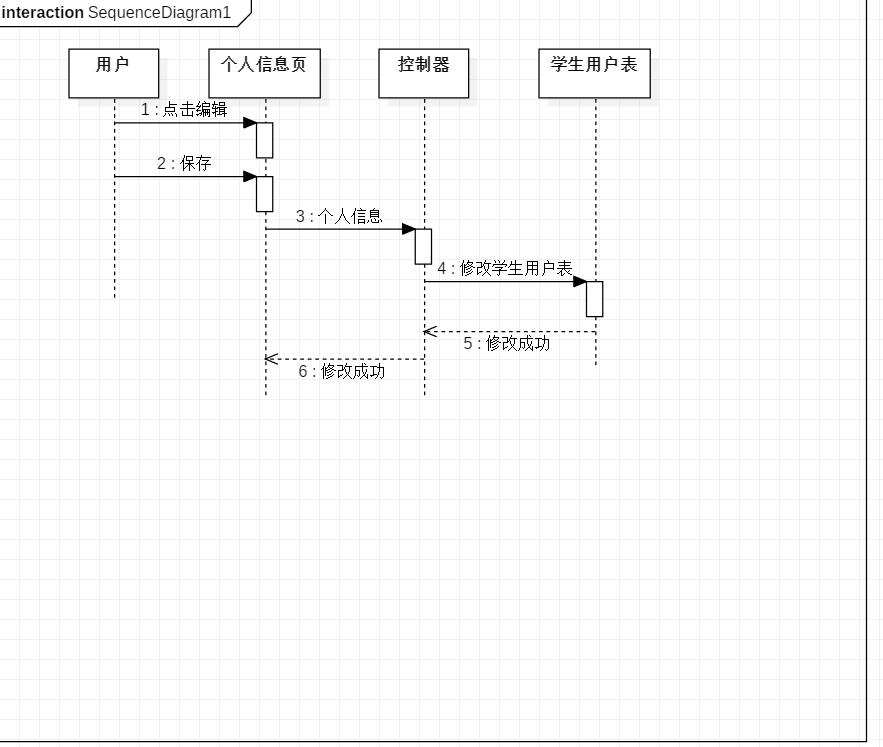 interaction SequenceDiagram1
用户
个人信息页
控制器
学生用户表
1 : 点击编辑
2 : 保存
3 : 个人信息
4 : 修改学生用户表
5 : 修改成功
6 : 修改成功